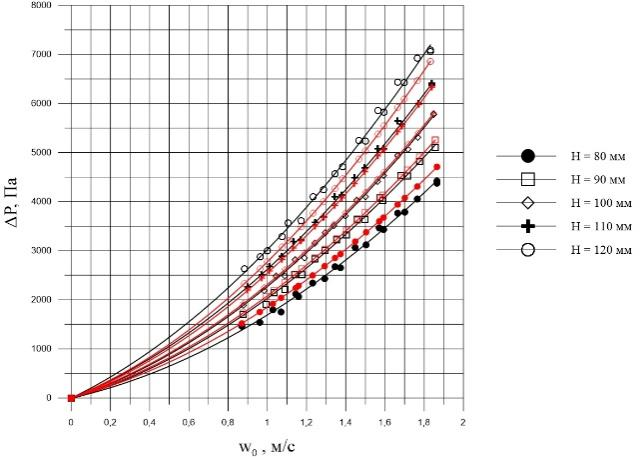 8000
7000
6000
5000
4000
3000
2000
1000
0
ΔP, Па
0 0,2 0,4 0,6 0,8 1 1,2 1,4 1,6 1,8 2
w0 , м/с
H = 80 мм
H = 90 мм
H = 100 мм
H = 110 мм
H = 120 мм